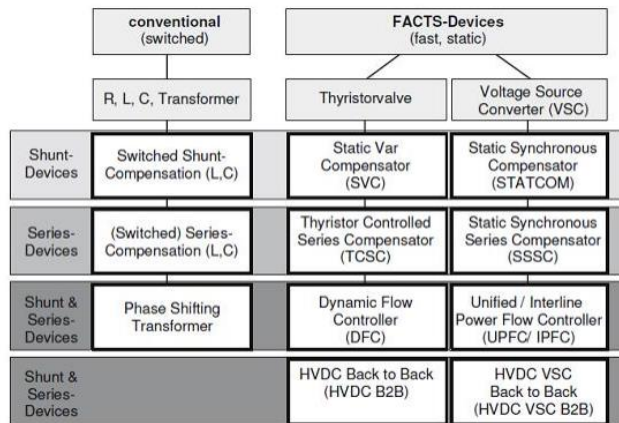 conventional
(switched)
FACTS-Devices
(fast, static)
R, L, C, Transformer
Thyristorvalve
Voltage Source
Converter (VSC)
Shunt-
Devices
Switched Shunt-
Compensation (L,C)
Static Var
Compensator
(SVC)
Static Synchronous
Compensator
(STATCOM)
Series-
Devices
(Switched) Series-
Compensation (L,C)
Thyristor Controlled
Series Compensator
(TCSC)
Static Synchronous
Series Compensator
(SSSC)
Shunt &
Series-
Devices
Phase Shifting
Transformer
Dynamic Flow
Controller
(DFC)
Unified / Interline
Power Flow Controller
(UPFC/ IPFC)
Shunt &
Series-
Devices
HVDC Back to Back
(HVDC B2B)
HVDC VSC
Back to Back
(HVDC VSC B2B)